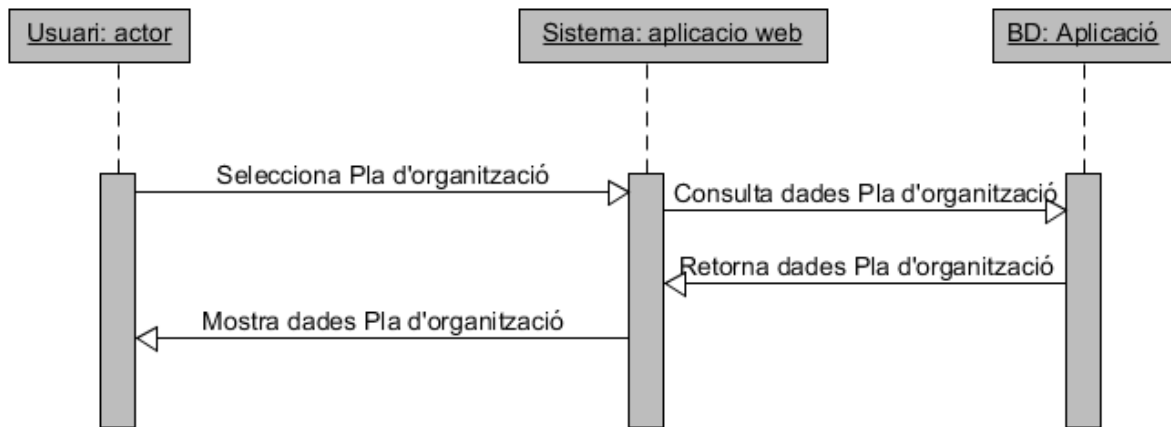 Usuari: actor
Sistema: aplicacio web
BD: Aplicació
Selecciona Pla d'organització
Consulta dades Pla d'organització
Retorna dades Pla d'organització
Mostra dades Pla d'organització